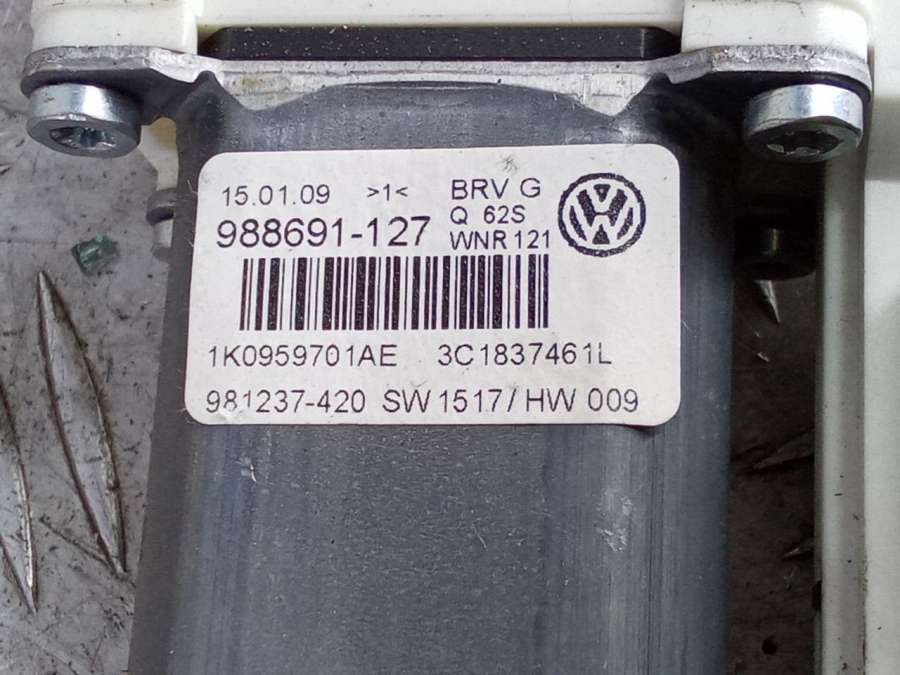 15.01.09 >1< BRV G
Q 62S
988691-127 WNR 121
1K0959701AE 3C1837461L
981237-420 SW 1517/ HW 009